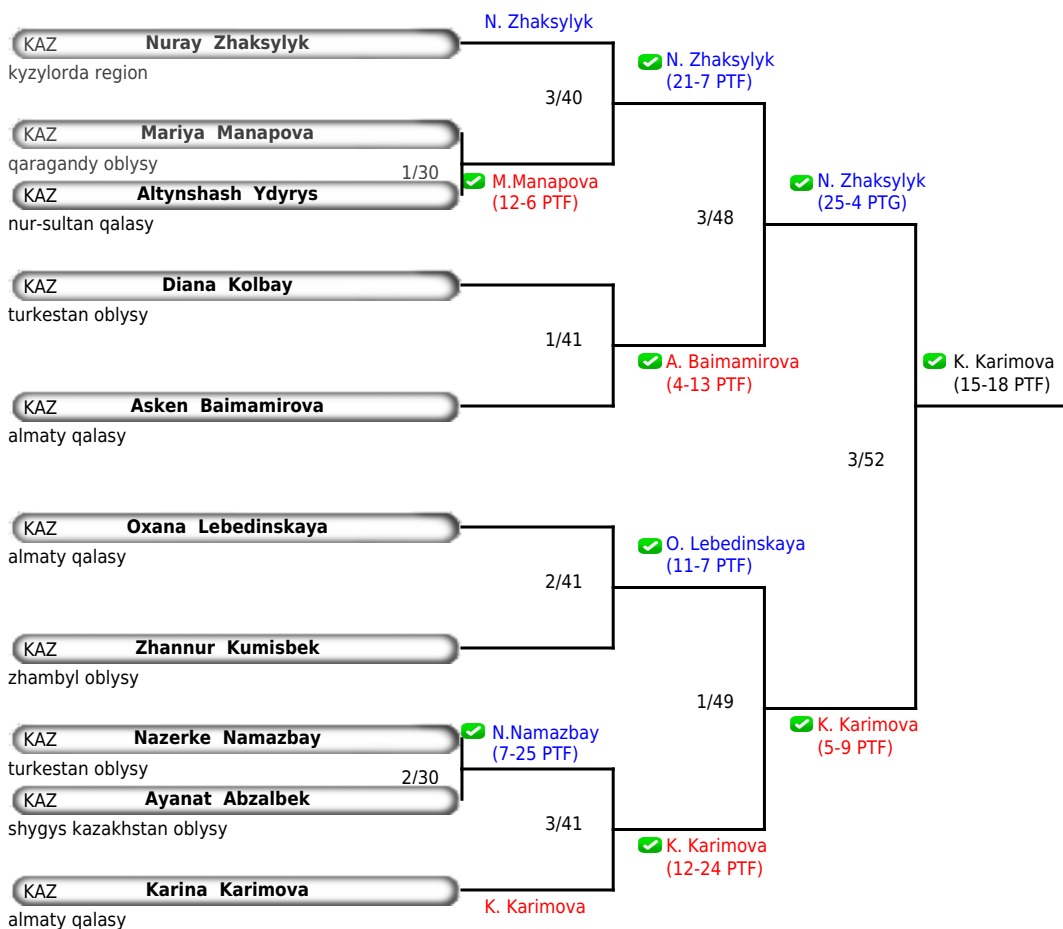 N. Zhaksylyk
KAZ Nuray Zhaksylyk
kyzylorda region
N. Zhaksylyk
(21-7 PTF)
3/40
KAZ Mariya Manapova
qaragandy oblysy
1/30
M.Manapova
(12-6 PTF)
KAZ Altynshash Ydyrys
nur-sultan qalasy
N. Zhaksylyk
(25-4 PTG)
3/48
KAZ Diana Kolbay
turkestan oblysy
1/41
A. Baimamirova
(4-13 PTF)
K. Karimova
(15-18 PTF)
KAZ Asken Baimamirova
almaty qalasy
3/52
KAZ Oxana Lebedinskaya
almaty qalasy
O. Lebedinskaya
(11-7 PTF)
2/41
KAZ Zhannur Kumisbek
zhambyl oblysy
1/49
K. Karimova
(5-9 PTF)
KAZ Nazerke Namazbay
turkestan oblysy
N.Namazbay
(7-25 PTF)
2/30
KAZ Ayanat Abzalbek
shygys kazakhstan oblysy
3/41
K. Karimova
(12-24 PTF)
KAZ Karina Karimova
almaty qalasy
K. Karimova